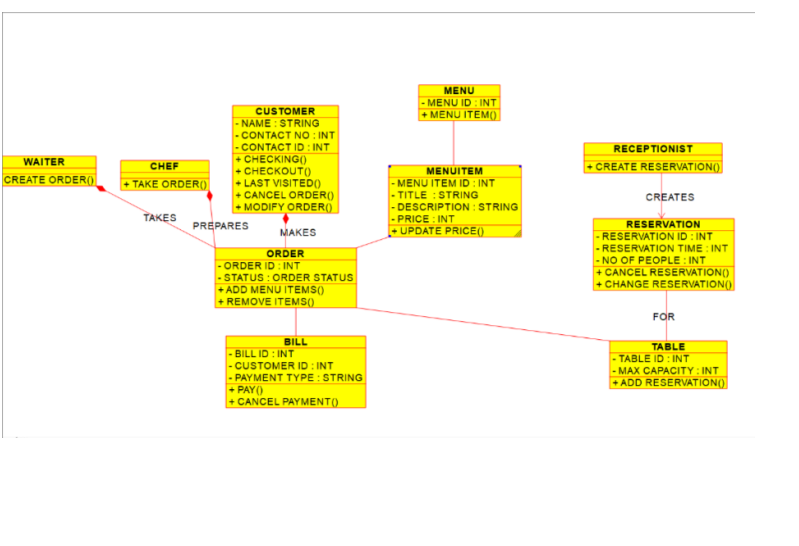 MENU
- MENU ID : INT
+ MENU ITEM()
CUSTOMER
- NAME : STRING
- CONTACT NO : INT
- CONTACT ID : INT
+ CHECKING()
+ CHECKOUT()
+ LAST VISITED()
+ CANCEL ORDER()
+ MODIFY ORDER()
RECEPTIONIST
+ CREATE RESERVATION()
WAITER
CREATE ORDER()
CHEF
+ TAKE ORDER()
MENUITEM
- MENU ITEM ID : INT
- TITLE : STRING
- DESCRIPTION : STRING
- PRICE : INT
+ UPDATE PRICE()
CREATES
TAKES
PREPARES
MAKES
RESERVATION
- RESERVATION ID : INT
- RESERVATION TIME : INT
- NO OF PEOPLE : INT
+ CANCEL RESERVATION()
+ CHANGE RESERVATION()
ORDER
- ORDER ID : INT
- STATUS : ORDER STATUS
+ ADD MENU ITEMS()
+ REMOVE ITEMS()
FOR
BILL
- BILL ID : INT
- CUSTOMER ID : INT
- PAYMENT TYPE : STRING
+ PAY()
+ CANCEL PAYMENT()
TABLE
- TABLE ID : INT
- MAX CAPACITY : INT
+ ADD RESERVATION()